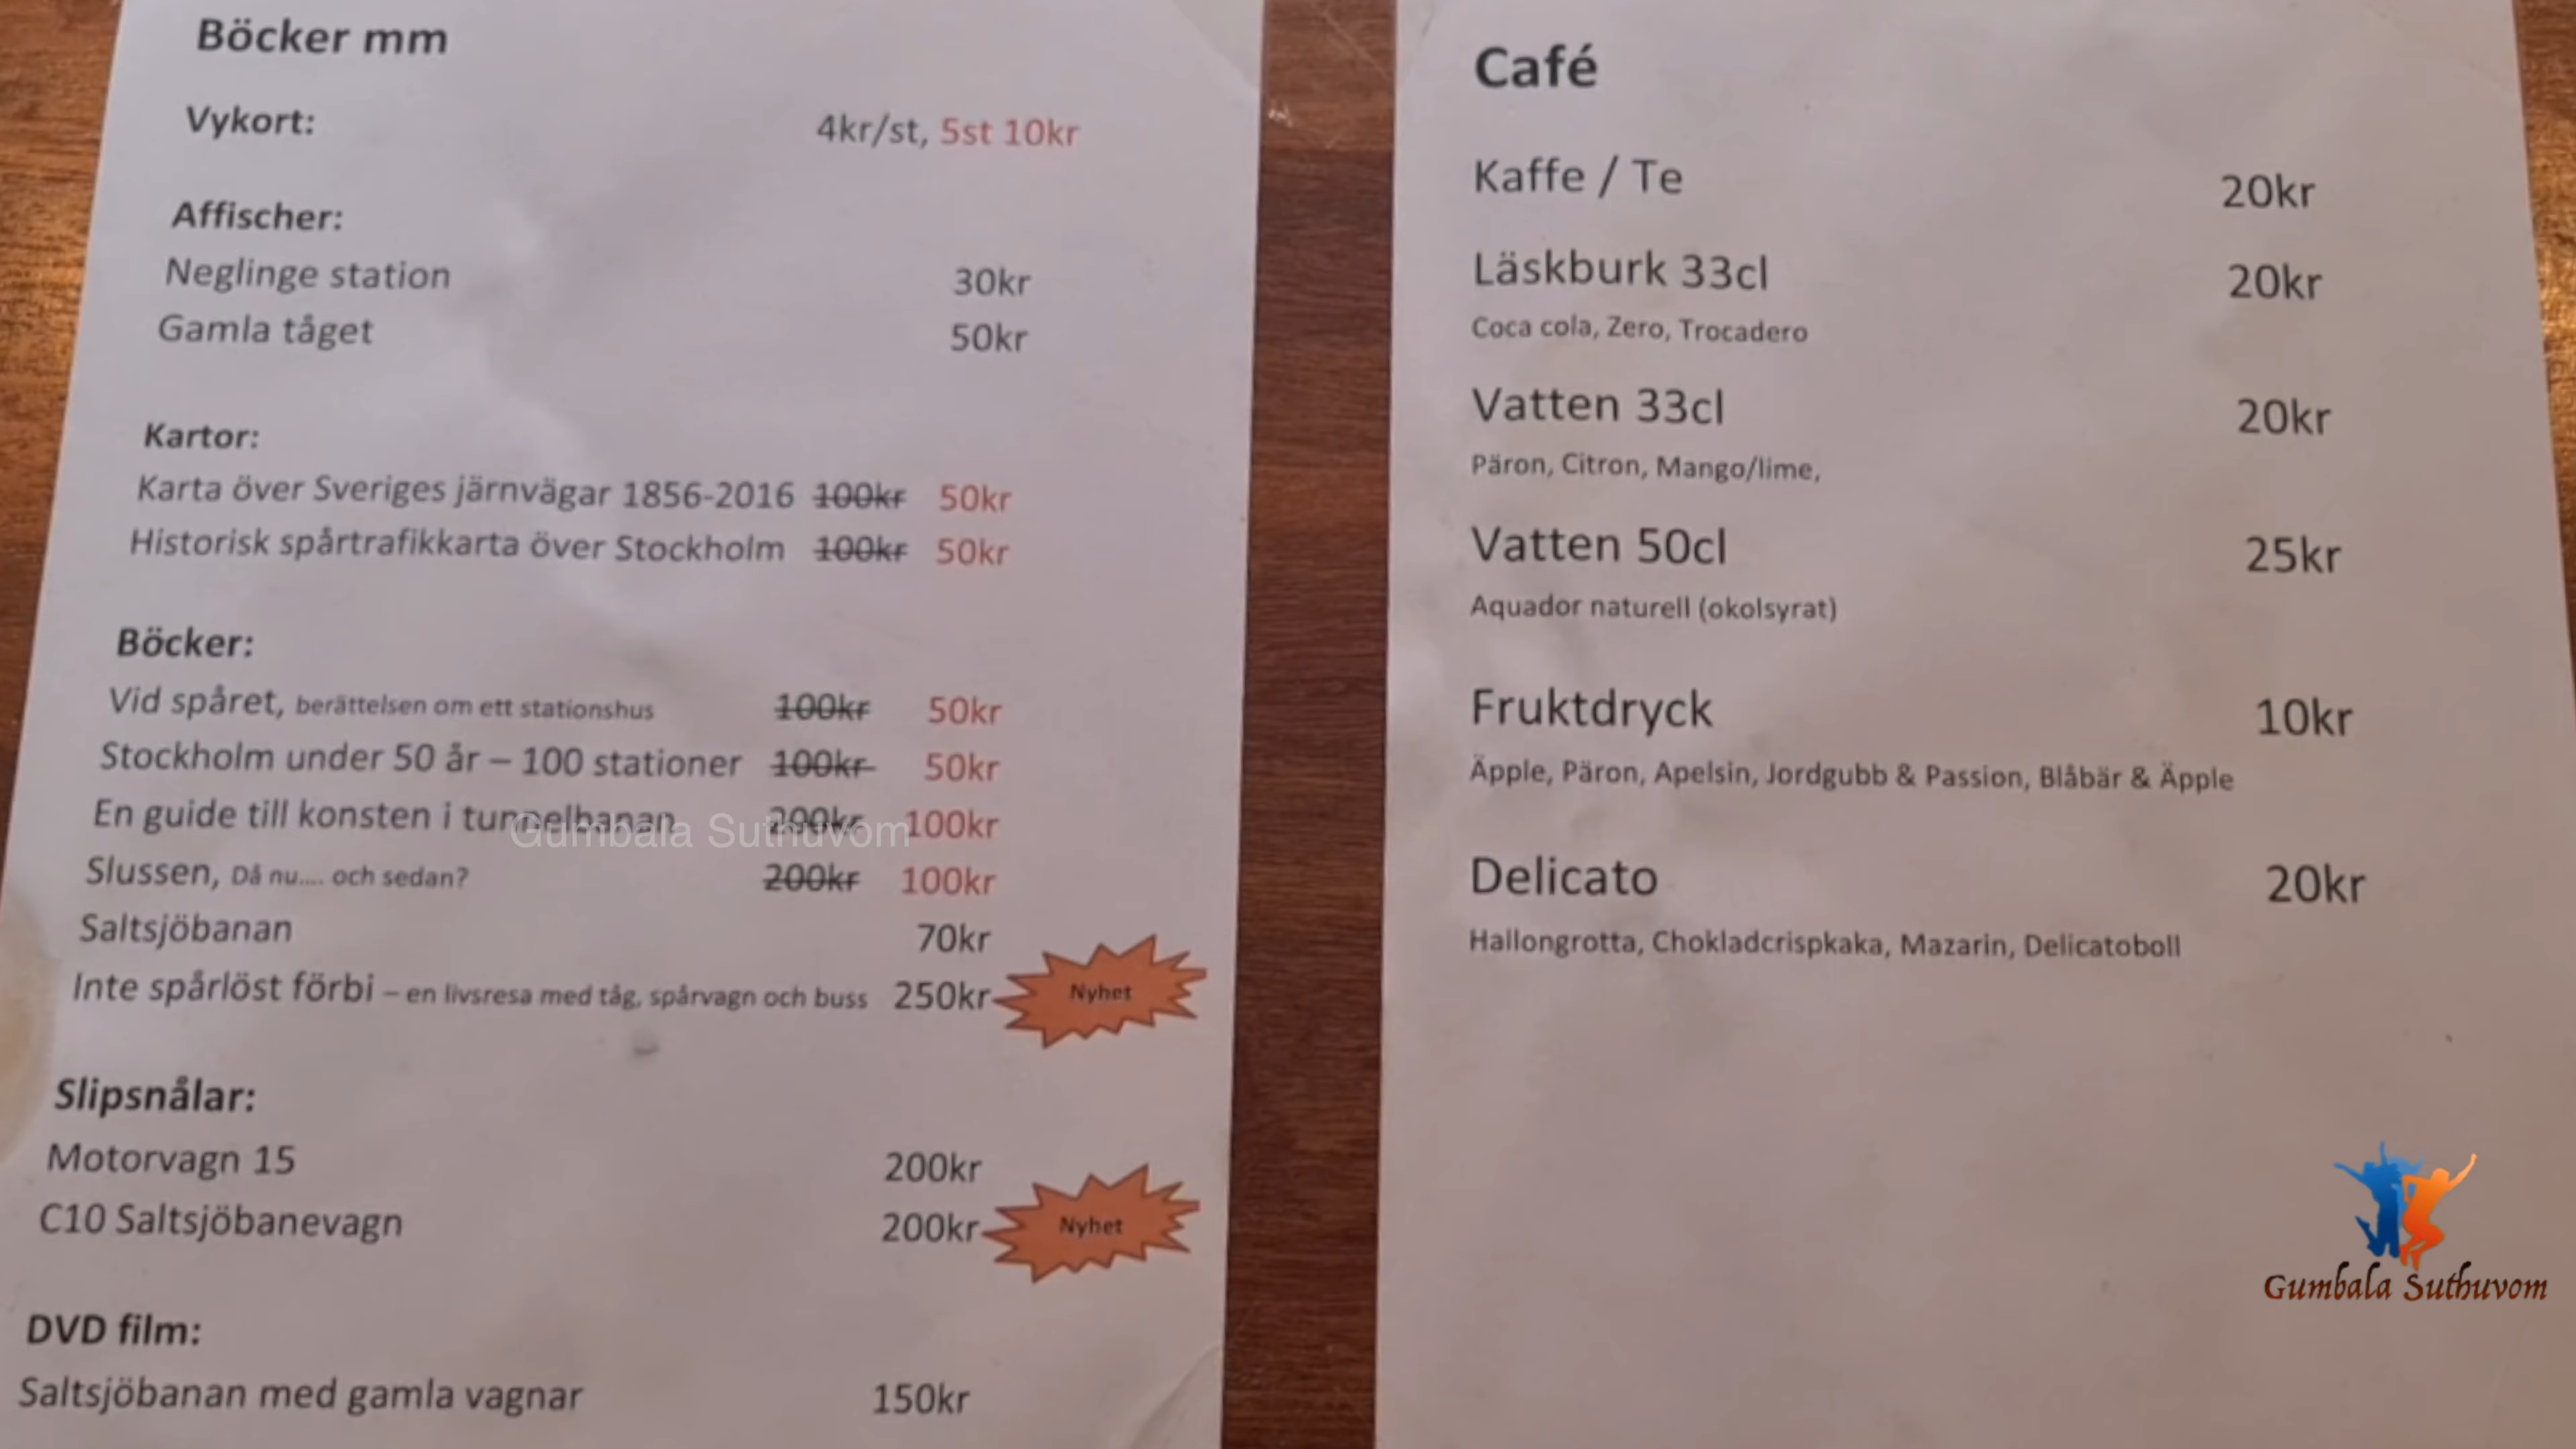 Böcker mm
Vykort: 4kr/st, 5st 10kr
Affischer:
Neglinge station 30kr
Gamla tåget 50kr
Kartor:
Karta över Sveriges järnvägar 1856-2016 100kr 50kr
Historisk spårtrafikkarta över Stockholm 100kr 50kr
Böcker:
Vid spåret, berättelsen om ett stationshus 100kr 50kr
Stockholm under 50 år – 100 stationer 100kr 50kr
En guide till konsten i tunnelbanan 200kr 100kr
Gumbala Suthuvom
Slussen, Då nu.... och sedan? 200kr 100kr
Saltsjöbanan 70kr
Inte spårlöst förbi – en livsresa med tåg, spårvagn och buss 250kr Nyhet
Slipsnålar:
Motorvagn 15 200kr
C10 Saltsjöbanevagn 200kr Nyhet
DVD film:
Saltsjöbanan med gamla vagnar 150kr
Café
Kaffe / Te 20kr
Läskburk 33cl 20kr
Coca cola, Zero, Trocadero
Vatten 33cl 20kr
Päron, Citron, Mango/lime,
Vatten 50cl 25kr
Aquador naturell (okolsyrat)
Fruktdryck 10kr
Äpple, Päron, Apelsin, Jordgubb & Passion, Blåbär & Äpple
Delicato 20kr
Hallongrotta, Chokladcrispkaka, Mazarin, Delicatoboll
Gumbala Suthuvom